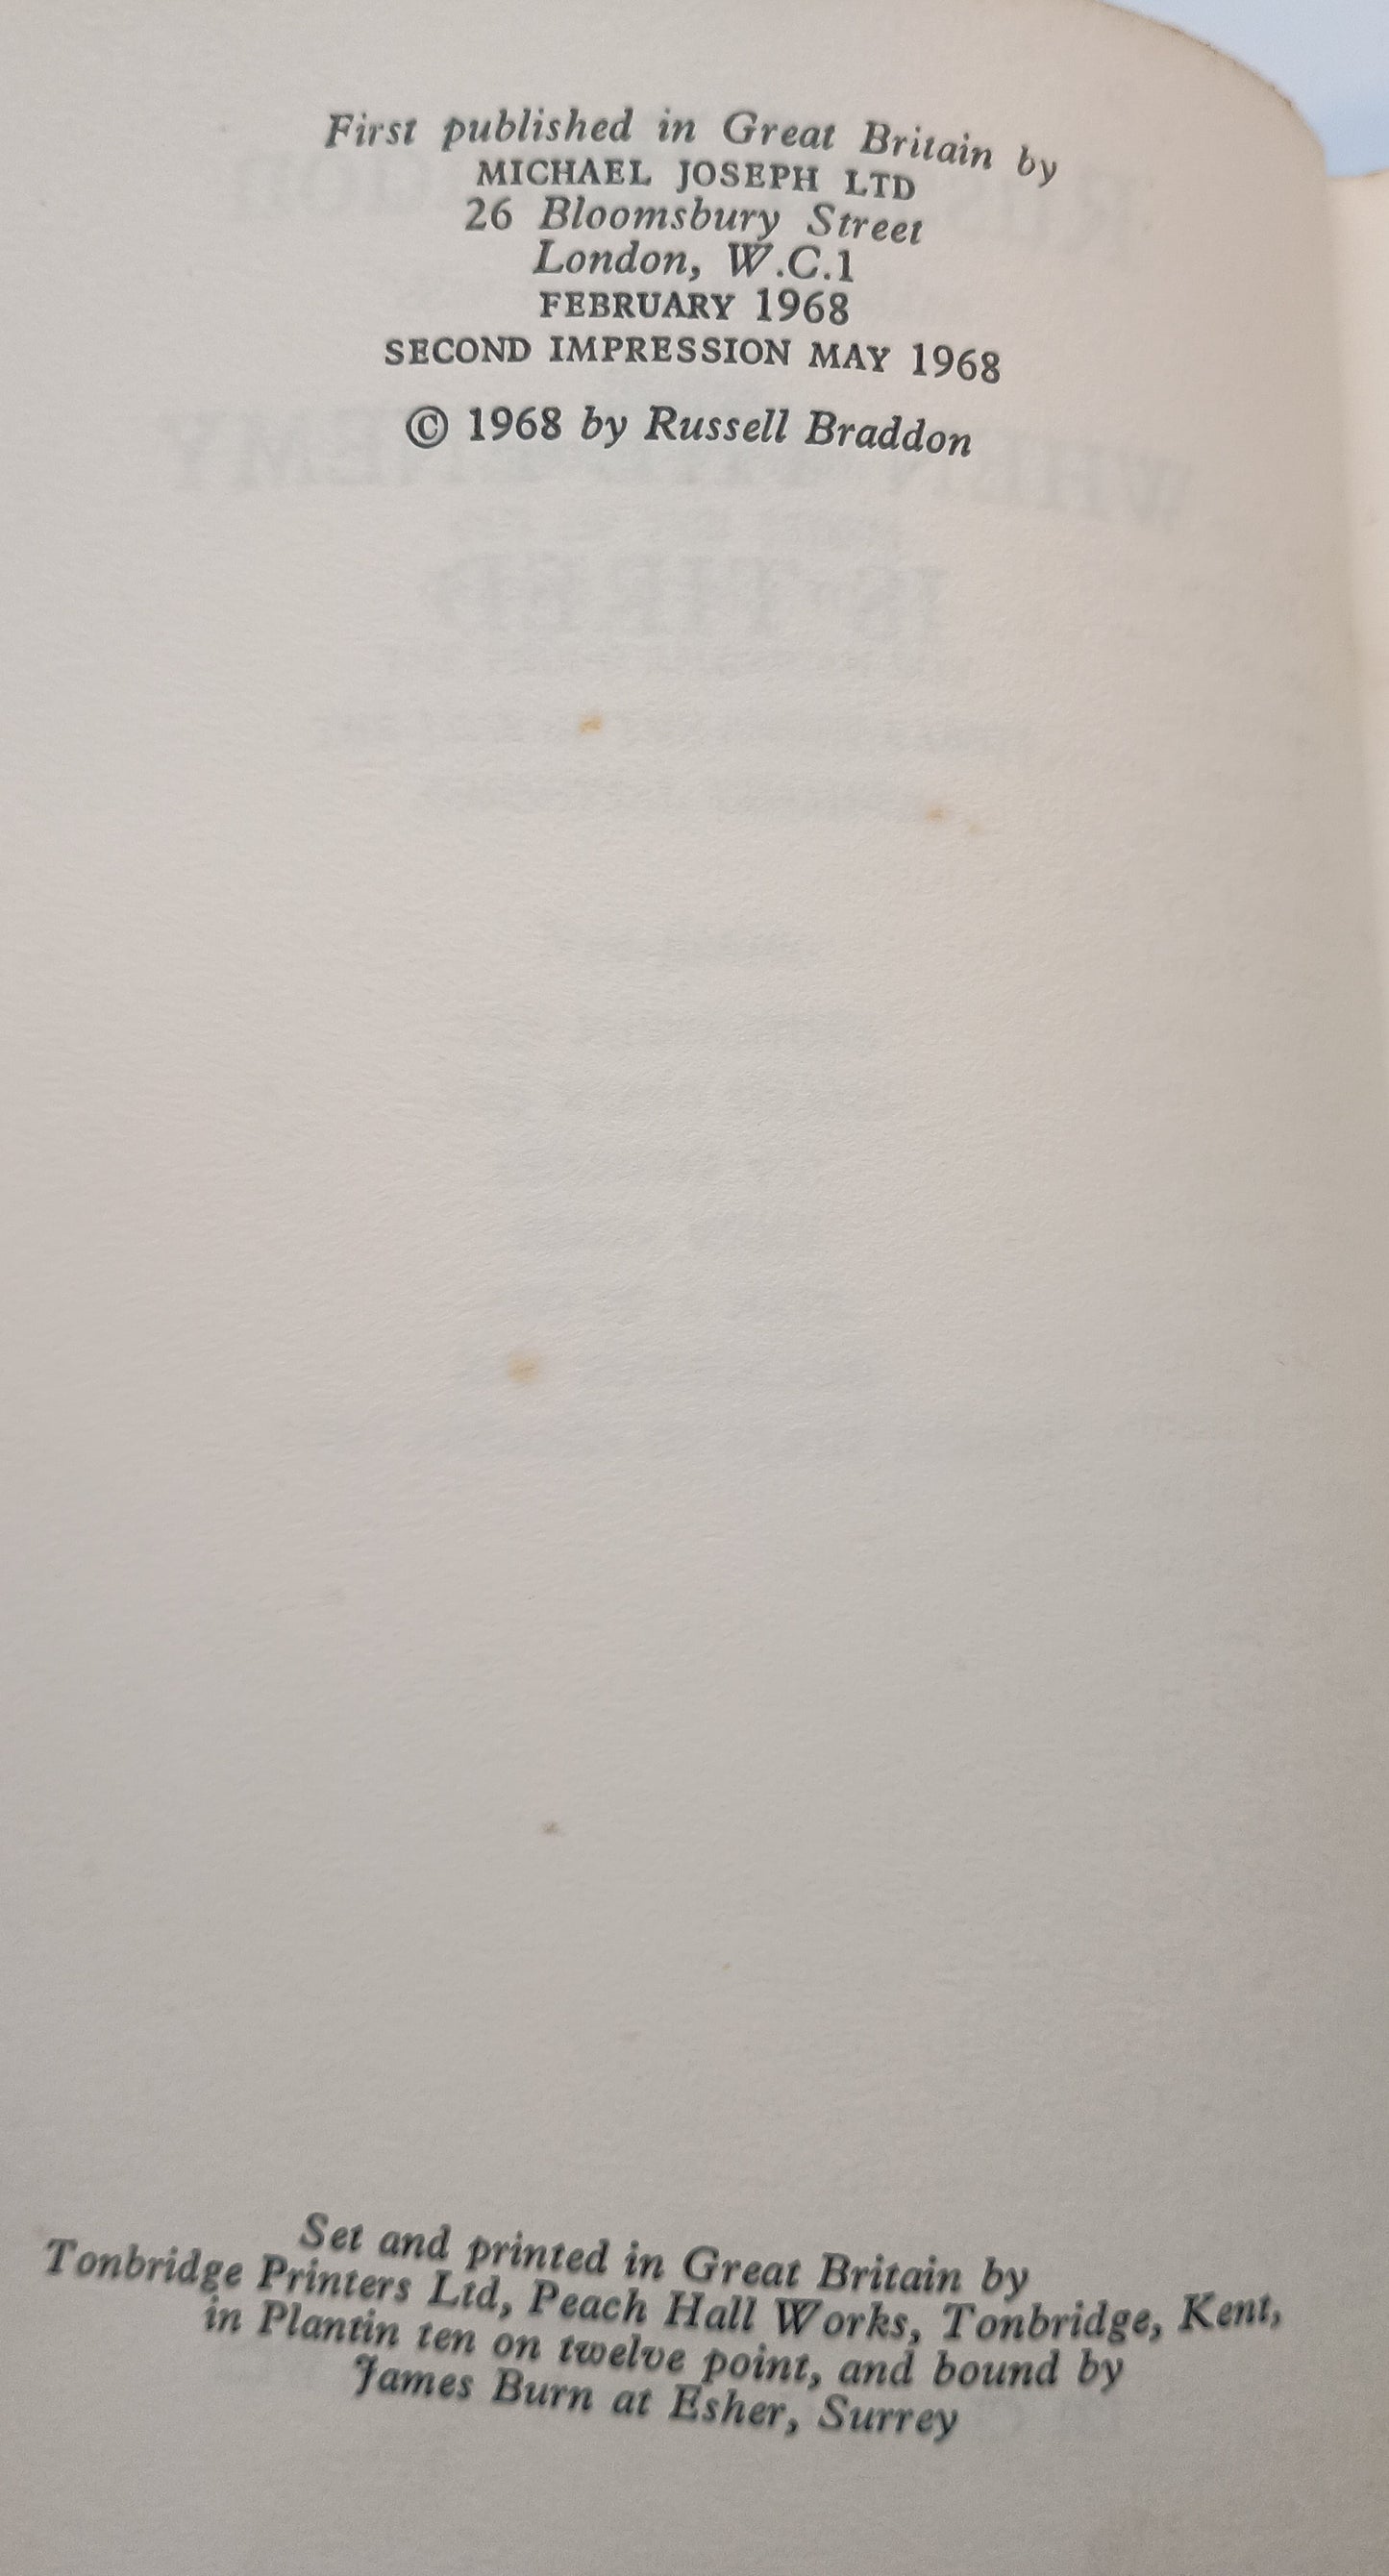 First published in Great Britain by
MICHAEL JOSEPH LTD
26 Bloomsbury Street
London, W.C.1
FEBRUARY 1968
SECOND IMPRESSION MAY 1968
© 1968 by Russell Braddon
Set and printed in Great Britain by
Tonbridge Printers Ltd, Peach Hall Works, Tonbridge, Kent,
in Plantin ten on twelve point, and bound by
James Burn at Esher, Surrey